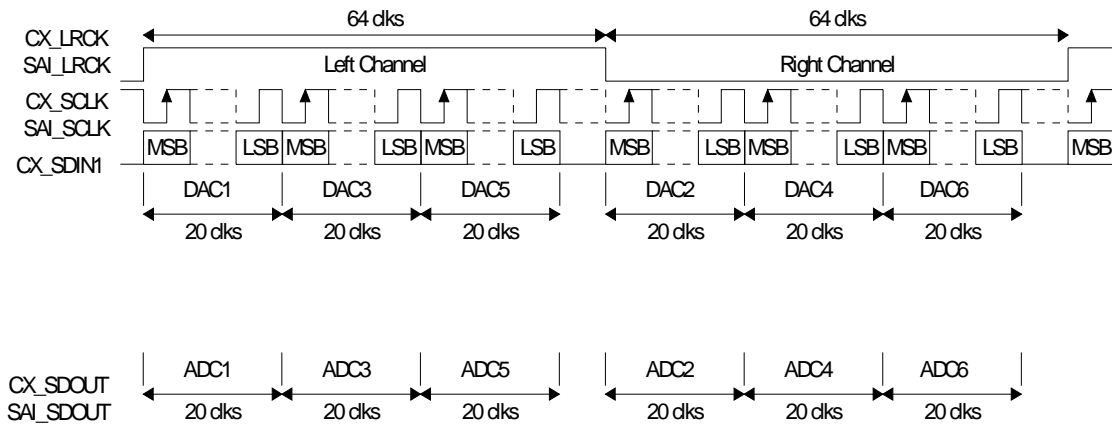 64 clks 64 clks
CX_LRCK
SAI_LRCK Left Channel Right Channel
CX_SCLK
SAI_SCLK
MSB LSB MSB LSB MSB LSB MSB LSB MSB LSB MSB LSB MSB
CX_SDIN1
DAC1 DAC3 DAC5 DAC2 DAC4 DAC6
20 clks 20 clks 20 clks 20 clks 20 clks 20 clks
ADC1 ADC3 ADC5 ADC2 ADC4 ADC6
CX_SDOUT
SAI_SDOUT 20 clks 20 clks 20 clks 20 clks 20 clks 20 clks